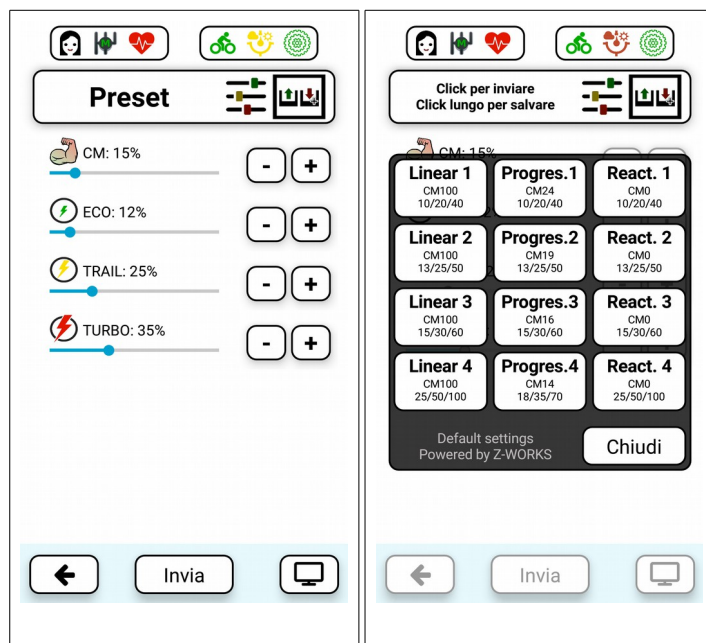 Preset
CM: 15%
-
+
ECO: 12%
-
+
TRAIL: 25%
-
+
TURBO: 35%
-
+
Invia
Click per inviare
Click lungo per salvare
CM: 15%
Linear 1
CM100
10/20/40
Progres.1
CM24
10/20/40
React. 1
CM0
10/20/40
Linear 2
CM100
13/25/50
Progres.2
CM19
13/25/50
React. 2
CM0
13/25/50
Linear 3
CM100
15/30/60
Progres.3
CM16
15/30/60
React. 3
CM0
15/30/60
Linear 4
CM100
25/50/100
Progres.4
CM14
18/35/70
React. 4
CM0
25/50/100
Default settings
Powered by Z-WORKS
Chiudi
Invia